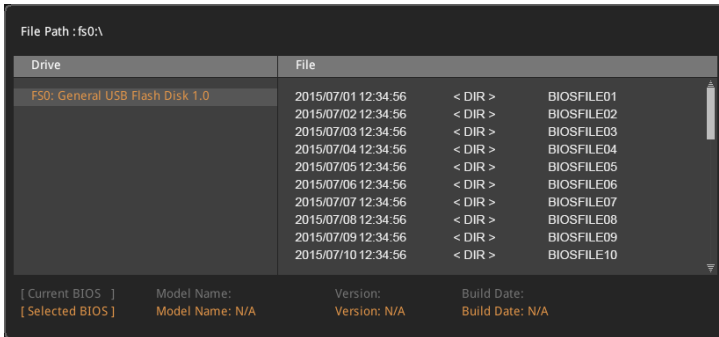 File Path : fs0:\
Drive File
FS0: General USB Flash Disk 1.0
2015/07/01 12:34:56 < DIR > BIOSFILE01
2015/07/02 12:34:56 < DIR > BIOSFILE02
2015/07/03 12:34:56 < DIR > BIOSFILE03
2015/07/04 12:34:56 < DIR > BIOSFILE04
2015/07/05 12:34:56 < DIR > BIOSFILE05
2015/07/06 12:34:56 < DIR > BIOSFILE06
2015/07/07 12:34:56 < DIR > BIOSFILE07
2015/07/08 12:34:56 < DIR > BIOSFILE08
2015/07/09 12:34:56 < DIR > BIOSFILE09
2015/07/10 12:34:56 < DIR > BIOSFILE10
[ Current BIOS ] Model Name: Version: Build Date:
[ Selected BIOS ] Model Name: N/A Version: N/A Build Date: N/A